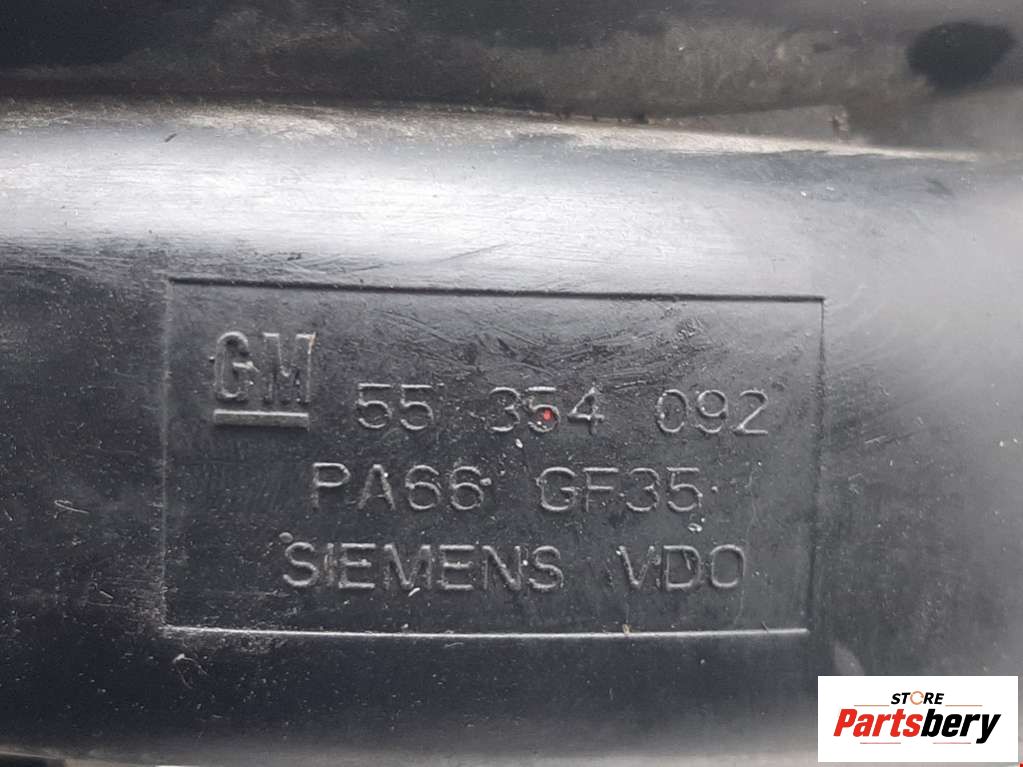 GM 55 354 092
PA66 GF35
SIEMENS VDO
STORE
Partsbery